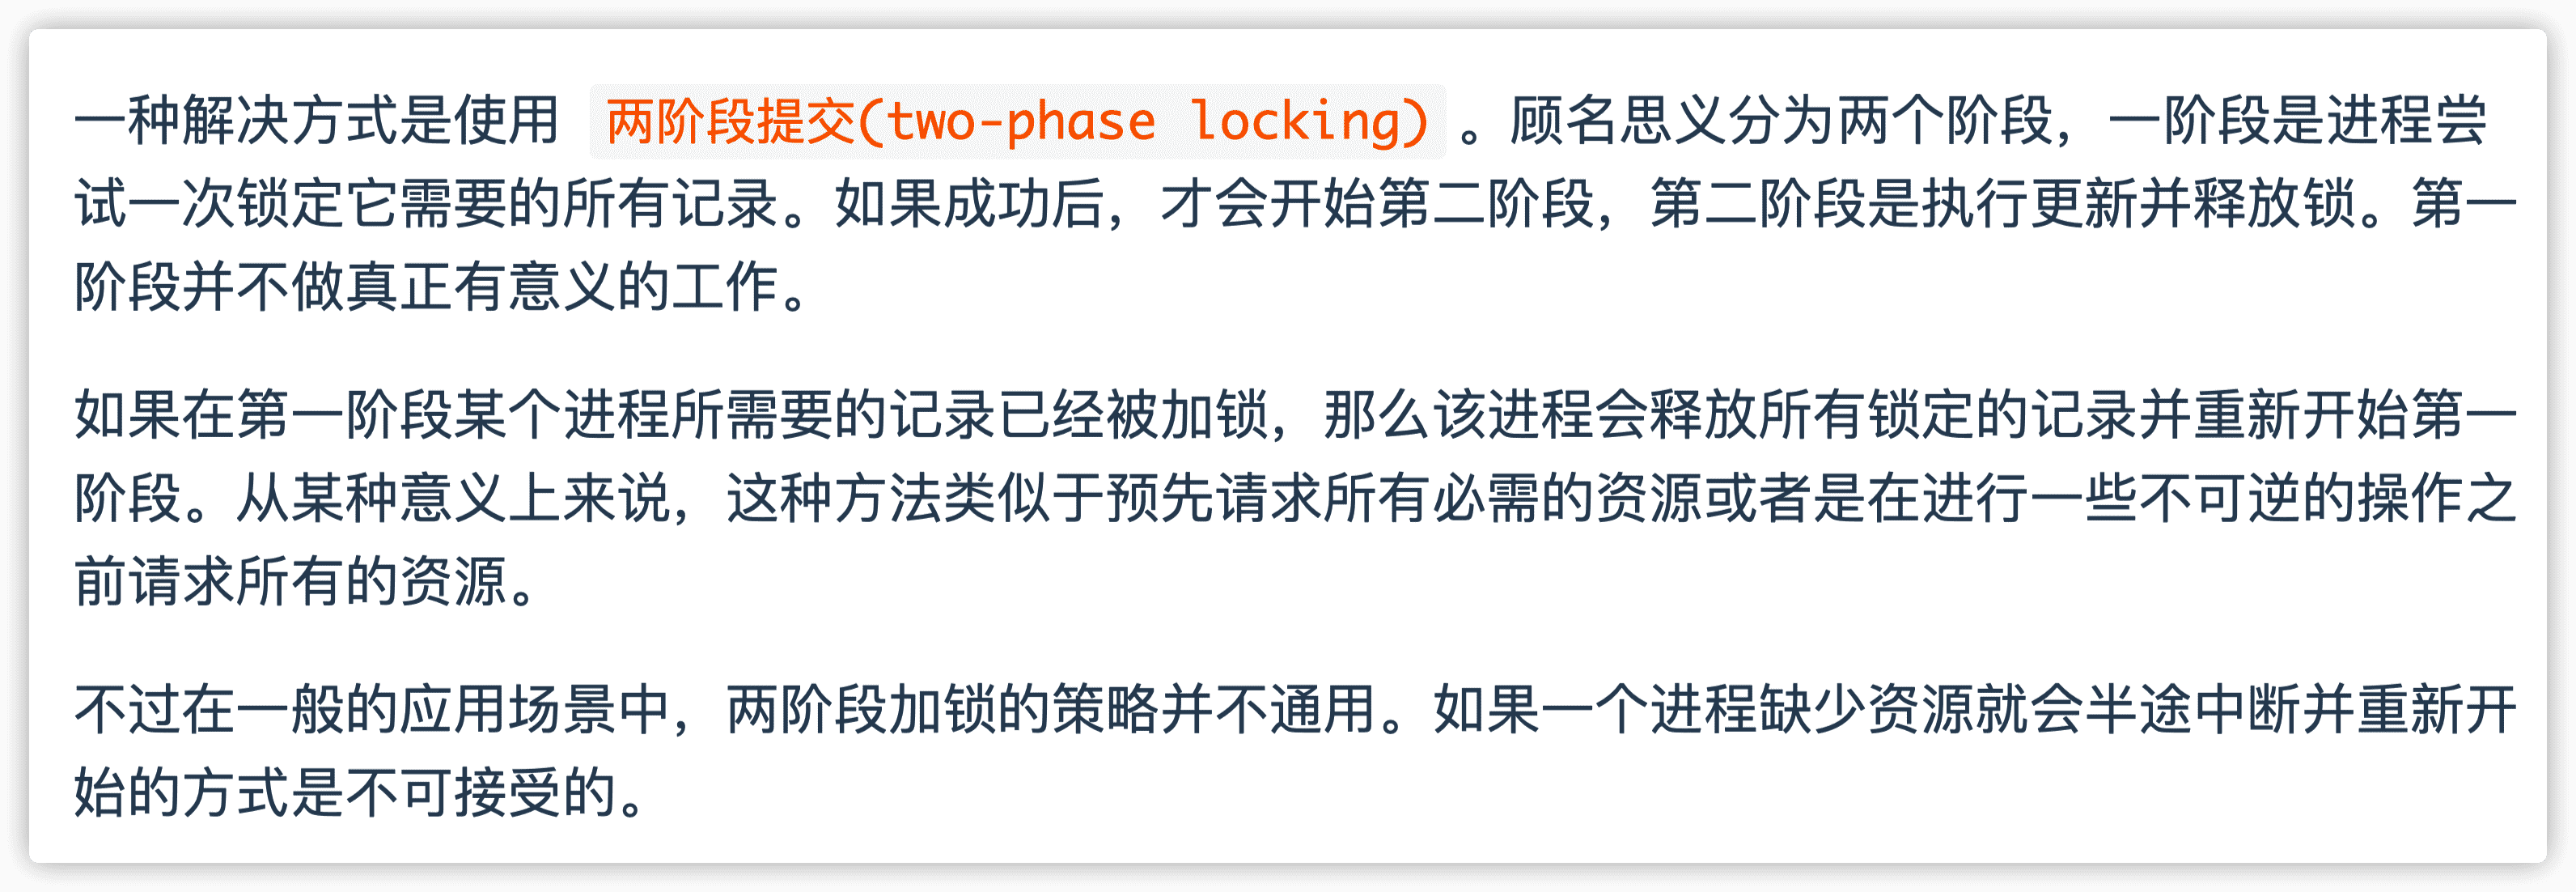 一种解决方式是使用 两阶段提交(two-phase locking) 。顾名思义分为两个阶段，一阶段是进程尝
试一次锁定它需要的所有记录。如果成功后，才会开始第二阶段，第二阶段是执行更新并释放锁。第一
阶段并不做真正有意义的工作。
如果在第一阶段某个进程所需要的记录已经被加锁，那么该进程会释放所有锁定的记录并重新开始第一
阶段。从某种意义上来说，这种方法类似于预先请求所有必需的资源或者是在进行一些不可逆的操作之
前请求所有的资源。
不过在一般的应用场景中，两阶段加锁的策略并不通用。如果一个进程缺少资源就会半途中断并重新开
始的方式是不可接受的。